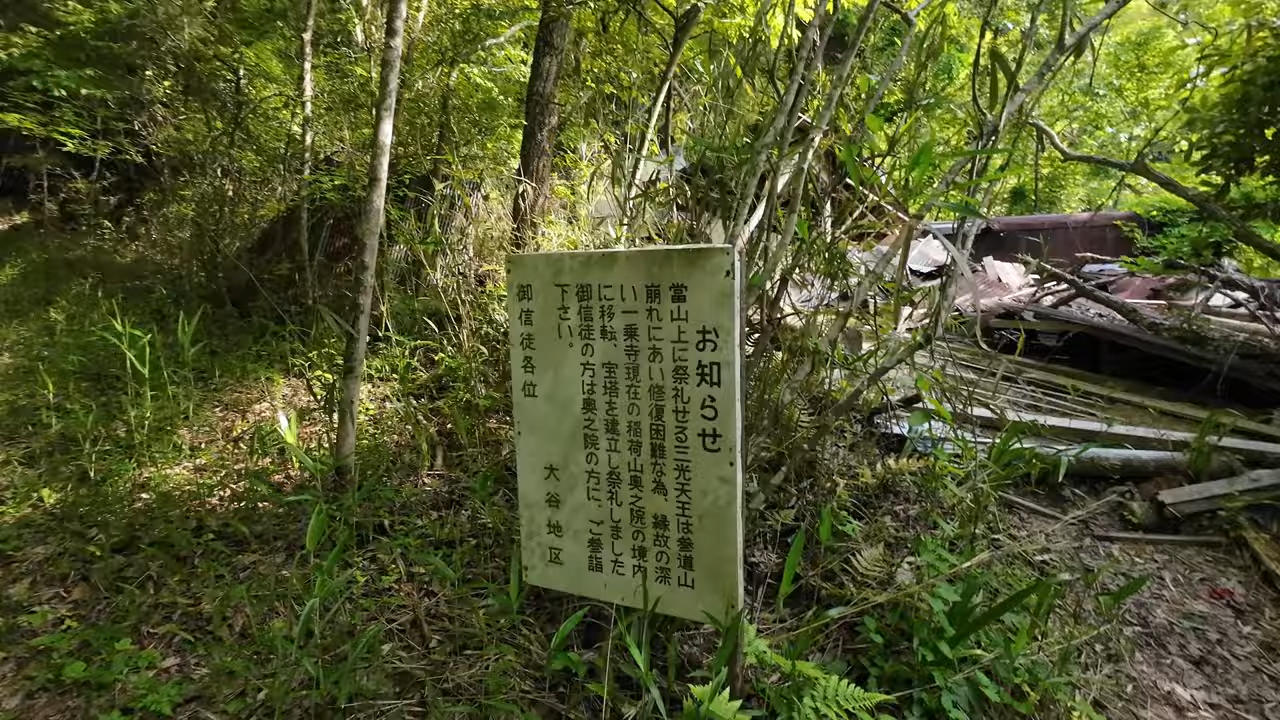 お知らせ
當山上に祭礼せる三光天王は参道山
崩れにあい修復困難な為、縁故の深
い一乗寺現在の稲荷山奥之院の境内
に移転、宝塔を建立し祭礼しました
御信徒の方は奥之院の方に、ご参詣
下さい。
大谷地区
御信徒各位